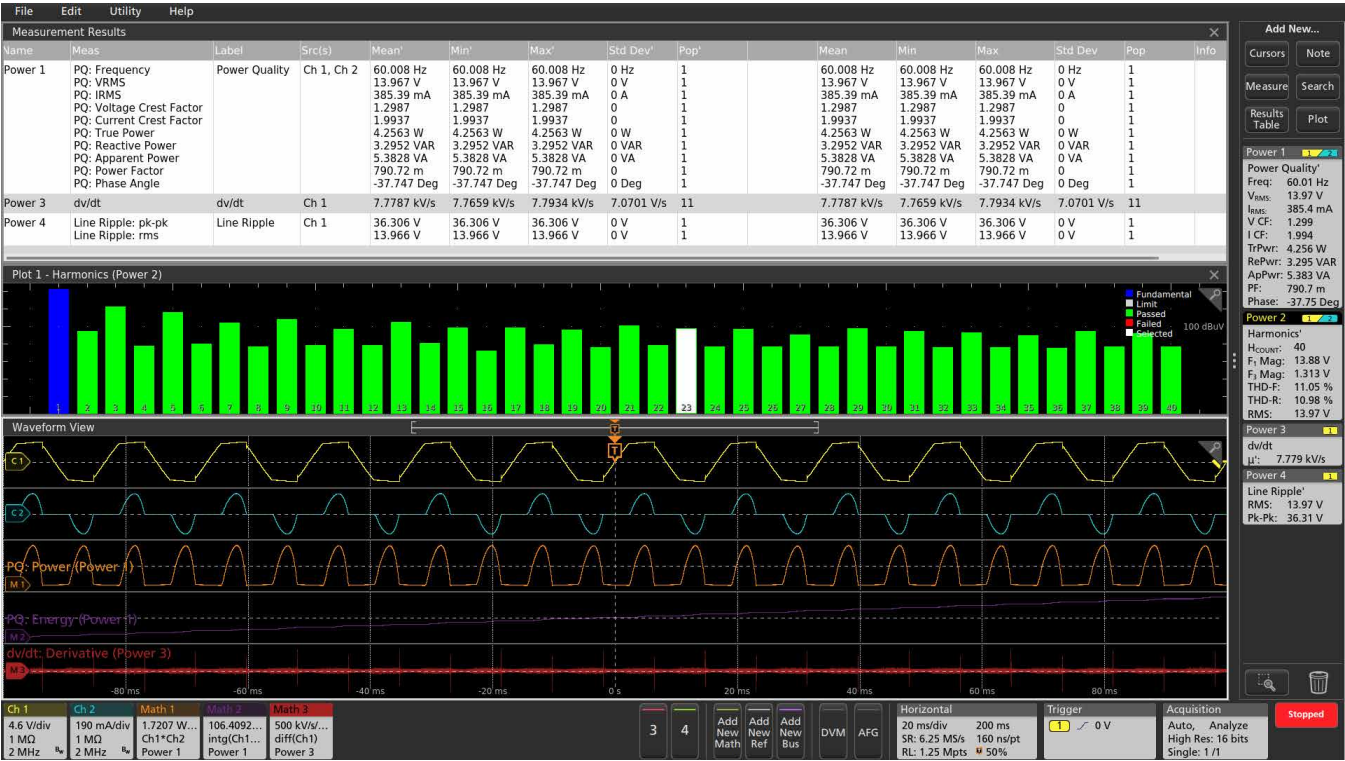 File Edit Utility Help
Measurement Results
Name Meas Label Src(s) Mean' Min' Max' Std Dev' Pop' Mean Min Max Std Dev Pop Info
Power 1 PQ: Frequency Power Quality Ch 1, Ch 2 60.008 Hz 60.008 Hz 60.008 Hz 0 Hz 1 60.008 Hz 60.008 Hz 60.008 Hz 0 Hz 1
PQ: VRMS 13.967 V 13.967 V 13.967 V 0 V 1 13.967 V 13.967 V 13.967 V 0 V 1
PQ: IRMS 385.39 mA 385.39 mA 385.39 mA 0 A 1 385.39 mA 385.39 mA 385.39 mA 0 A 1
PQ: Voltage Crest Factor 1.2987 1.2987 1.2987 0 1 1.2987 1.2987 1.2987 0 1
PQ: Current Crest Factor 1.9937 1.9937 1.9937 0 1 1.9937 1.9937 1.9937 0 1
PQ: True Power 4.2563 W 4.2563 W 4.2563 W 0 W 1 4.2563 W 4.2563 W 4.2563 W 0 W 1
PQ: Reactive Power 3.2952 VAR 3.2952 VAR 3.2952 VAR 0 VAR 1 3.2952 VAR 3.2952 VAR 3.2952 VAR 0 VAR 1
PQ: Apparent Power 5.3828 VA 5.3828 VA 5.3828 VA 0 VA 1 5.3828 VA 5.3828 VA 5.3828 VA 0 VA 1
PQ: Power Factor 790.72 m 790.72 m 790.72 m 0 1 790.72 m 790.72 m 790.72 m 0 1
PQ: Phase Angle -37.747 Deg -37.747 Deg -37.747 Deg 0 Deg 1 -37.747 Deg -37.747 Deg -37.747 Deg 0 Deg 1
Power 3 dv/dt dv/dt Ch 1 7.7787 kV/s 7.7659 kV/s 7.7934 kV/s 7.0701 V/s 11 7.7787 kV/s 7.7659 kV/s 7.7934 kV/s 7.0701 V/s 11
Power 4 Line Ripple: pk-pk Line Ripple Ch 1 36.306 V 36.306 V 36.306 V 0 V 1 36.306 V 36.306 V 36.306 V 0 V 1
Line Ripple: rms 13.966 V 13.966 V 13.966 V 0 V 1 13.966 V 13.966 V 13.966 V 0 V 1
Plot 1 - Harmonics (Power 2)
Fundamental
Limit
Passed
Failed
Selected
100 dBuV
1 2 3 4 5 6 7 8 9 10 11 12 13 14 15 16 17 18 19 20 21 22 23 24 25 26 27 28 29 30 31 32 33 34 35 36 37 38 39 40
Waveform View
T
T
C 1
C 2
PQ: Power (Power 1)
M 1
PQ: Energy (Power 1)
M 2
dv/dt: Derivative (Power 3)
M 3
-80 ms -60 ms -40 ms -20 ms 0 s 20 ms 40 ms 60 ms 80 ms
Add New...
Cursors Note
Measure Search
Results Table Plot
Power 1 1 2
Power Quality'
Freq: 60.01 Hz
VRMS: 13.97 V
IRMS: 385.4 mA
V CF: 1.299
I CF: 1.994
TrPwr: 4.256 W
RePwr: 3.295 VAR
ApPwr: 5.383 VA
PF: 790.7 m
Phase: -37.75 Deg
Power 2 1 2
Harmonics'
HCOUNT: 40
F1 Mag: 13.88 V
F3 Mag: 1.313 V
THD-F: 11.05 %
THD-R: 10.98 %
RMS: 13.97 V
Power 3 1
dv/dt
µ': 7.779 kV/s
Power 4 1
Line Ripple'
RMS: 13.97 V
Pk-Pk: 36.31 V
Ch 1
4.6 V/div
1 MΩ
2 MHz Bw
Ch 2
190 mA/div
1 MΩ
2 MHz Bw
Math 1
1.7207 W...
Ch1*Ch2
Power 1
Math 2
106.4092...
intg(Ch1...
Power 1
Math 3
500 kV/s/...
diff(Ch1)
Power 3
3 4
Add New Math
Add New Ref
Add New Bus
DVM AFG
Horizontal
20 ms/div 200 ms
SR: 6.25 MS/s 160 ns/pt
RL: 1.25 Mpts 50%
Trigger
1 0 V
Acquisition
Auto, Analyze
High Res: 16 bits
Single: 1 /1
Stopped